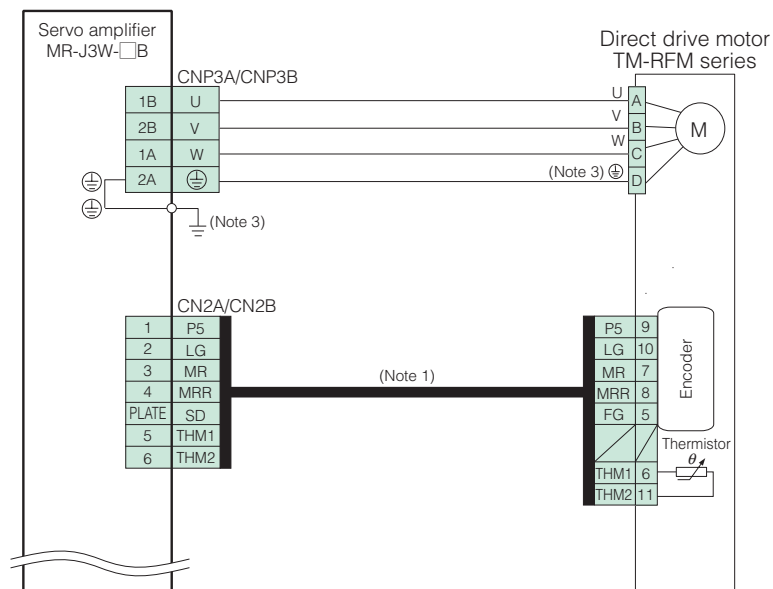 Servo amplifier
MR-J3W-□B
Direct drive motor
TM-RFM series
CNP3A/CNP3B
1B U
2B V
1A W
2A
U A
V B
W C
(Note 3) D
M
(Note 3)
CN2A/CN2B
1 P5
2 LG
3 MR
4 MRR
PLATE SD
5 THM1
6 THM2
(Note 1)
P5 9
LG 10
MR 7
MRR 8
FG 5
THM1 6
THM2 11
Encoder
Thermistor
θ